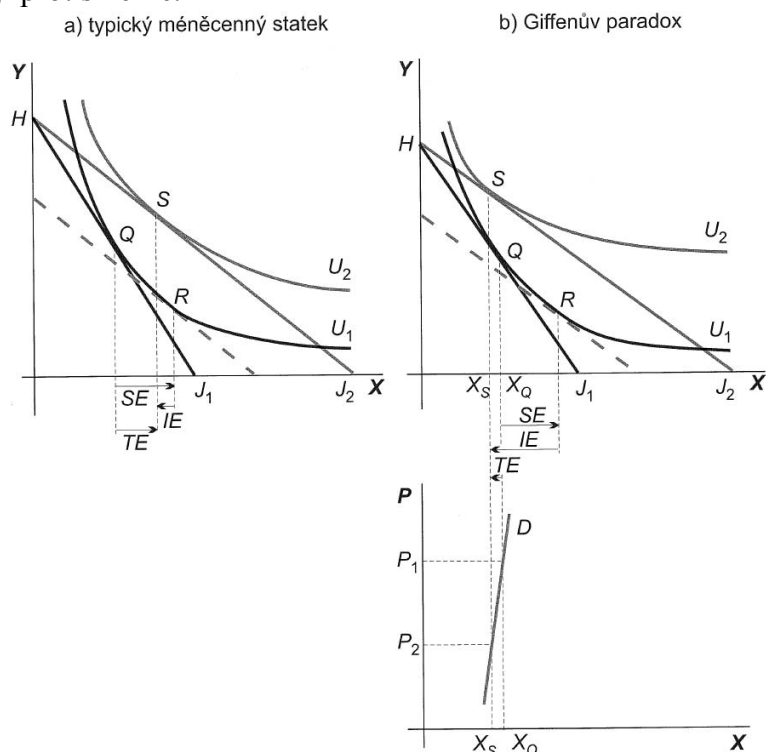 a) typický méněcenný statek
b) Giffenův paradox
Y
H
S
Q
R
U2
U1
J1
J2
X
SE
IE
TE
Y
H
S
Q
R
U2
U1
XS
XQ
J1
J2
X
SE
IE
TE
P
D
P1
P2
XS
XQ
X